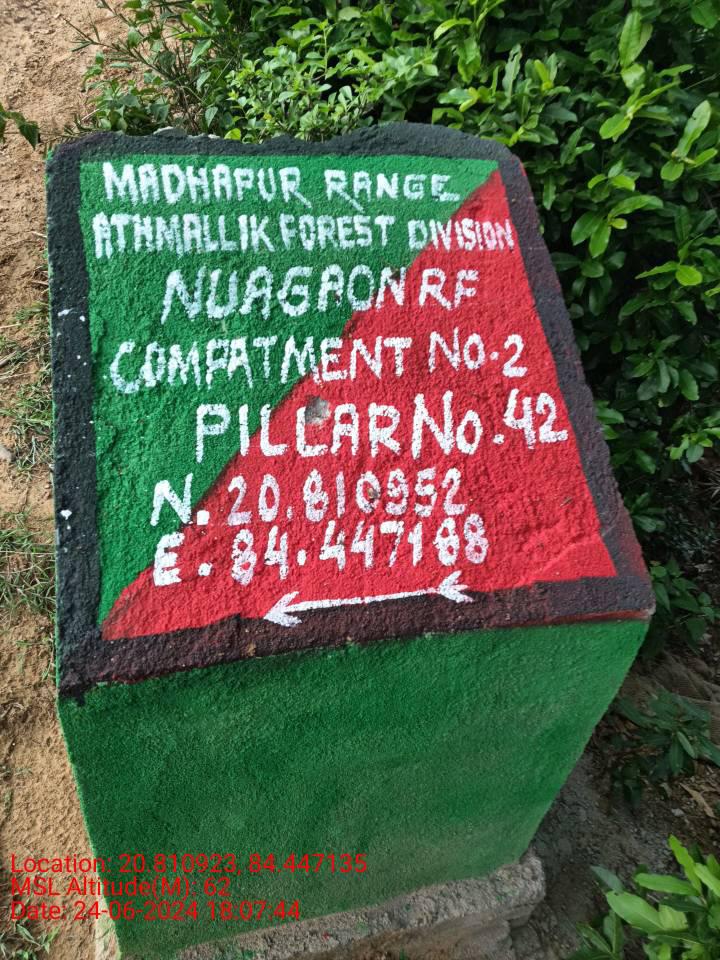 MADHAPUR RANGE
ATHMALLIK FOREST DIVISION
NUAGAON RF
COMPATMENT NO.2
PILLAR No.42
N. 20.810952
E. 84.447188
Location: 20.810923, 84.447135
MSL Altitude(M): 62
Date: 24-06-2024 18:07:44